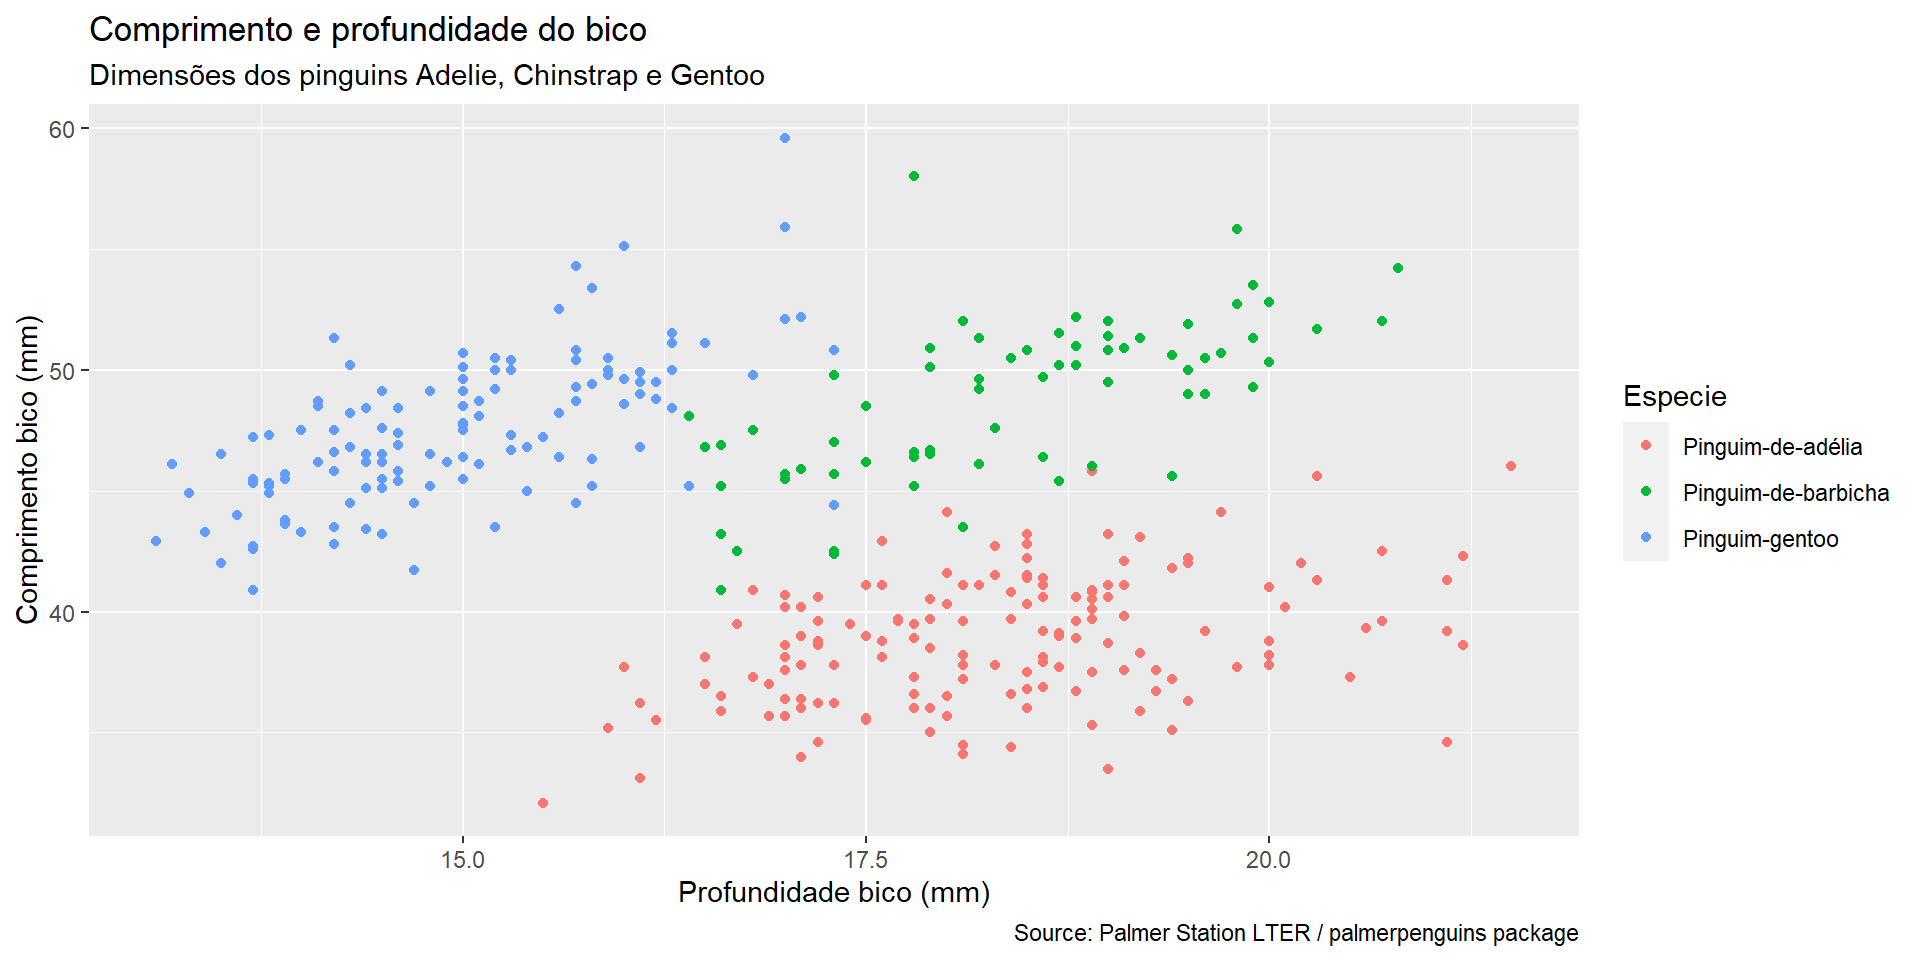 Comprimento e profundidade do bico
Dimensões dos pinguins Adelie, Chinstrap e Gentoo
60
50
40
Comprimento bico (mm)
15.0
17.5
20.0
Profundidade bico (mm)
Especie
Pinguim-de-adélia
Pinguim-de-barbicha
Pinguim-gentoo
Source: Palmer Station LTER / palmerpenguins package